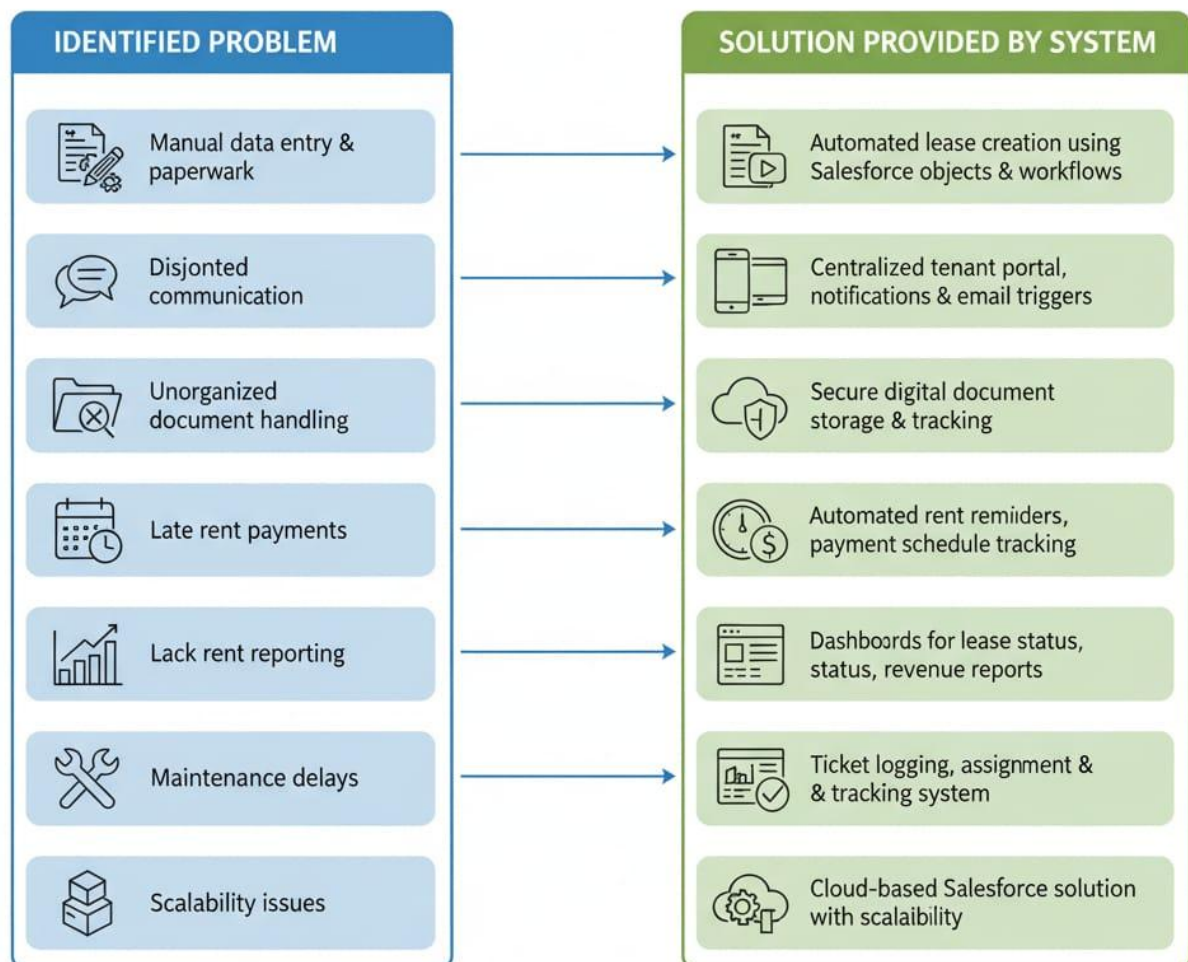 IDENTIFIED PROBLEM
SOLUTION PROVIDED BY SYSTEM
Manual data entry &
paperwark
Automated lease creation using
Salesforce objects & workflows
Disjonted
communication
Centralized tenant portal,
notifications & email triggers
Unorganized
document handling
Secure digital document
storage & tracking
Late rent payments
Automated rent remiıders,
payment schedule tracking
Lack rent reporting
Dashboards for lease status,
status, revenue reports
Maintenance delays
Ticket logging, assignment &
& tracking system
Scalability issues
Cloud-based Salesforce solution
with scalaibility